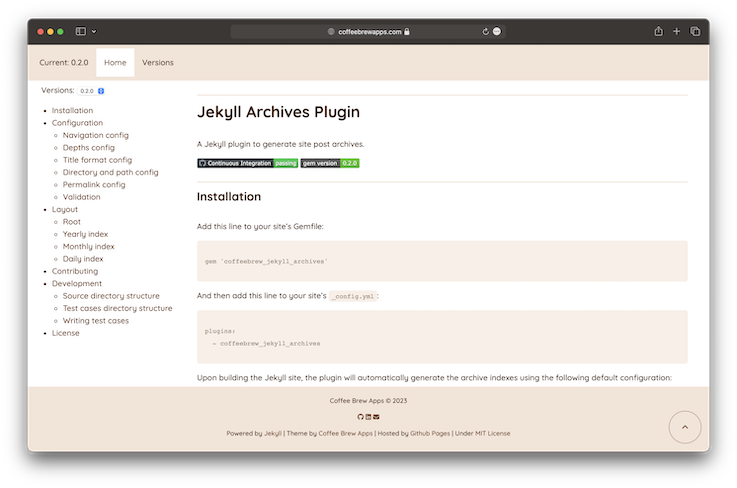 coffeebrewapps.com
Current: 0.2.0 Home Versions
Versions: 0.2.0
Installation
Configuration
Navigation config
Depths config
Title format config
Directory and path config
Permalink config
Validation
Layout
Root
Yearly index
Monthly index
Daily index
Contributing
Development
Source directory structure
Test cases directory structure
Writing test cases
License
Jekyll Archives Plugin
A Jekyll plugin to generate site post archives.
Continuous Integration passing gem version 0.2.0
Installation
Add this line to your site's Gemfile:
gem 'coffeebrew_jekyll_archives'
And then add this line to your site's _config.yml:
plugins:
- coffeebrew_jekyll_archives
Upon building the Jekyll site, the plugin will automatically generate the archive indexes using the following default configuration:
Coffee Brew Apps © 2023
Powered by Jekyll | Theme by Coffee Brew Apps | Hosted by Github Pages | Under MIT License